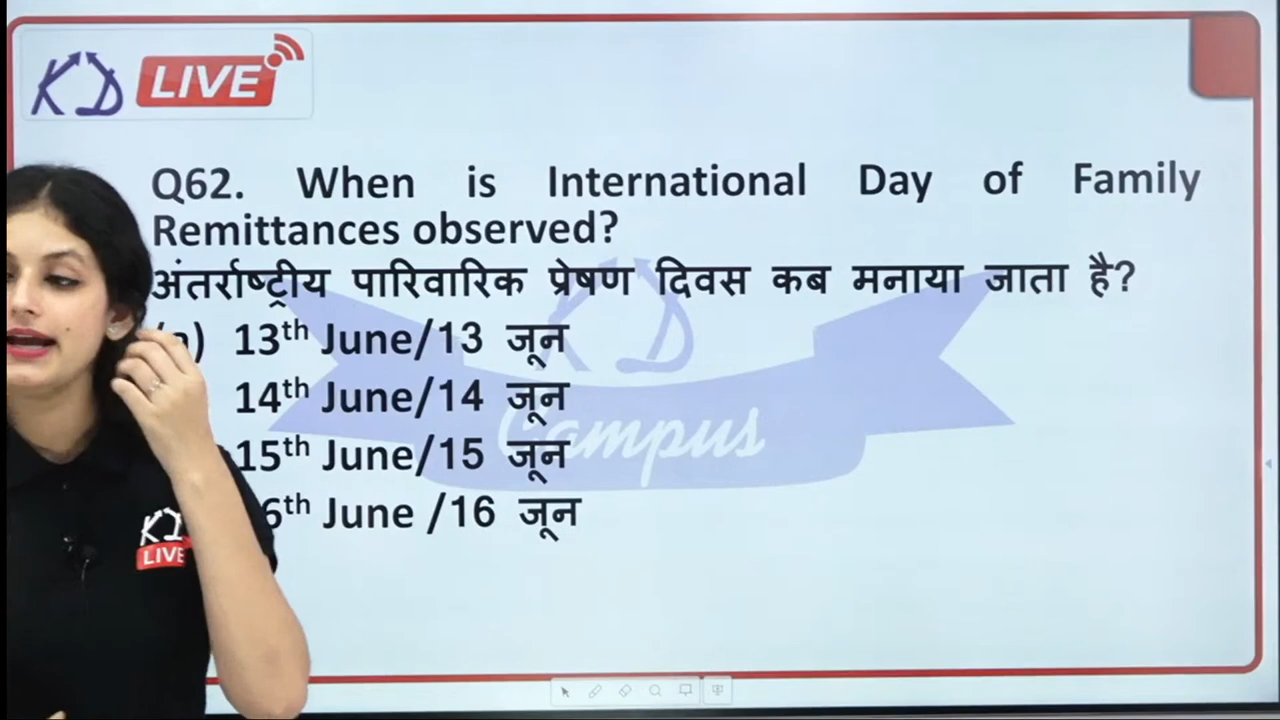 KD LIVE
Q62. When is International Day of Family
Remittances observed?
अंतर्राष्ट्रीय पारिवारिक प्रेषण दिवस कब मनाया जाता है?
13th June/13 जून
14th June/14 जून
15th June/15 जून
6th June /16 जून
Campus
KD
LIVE